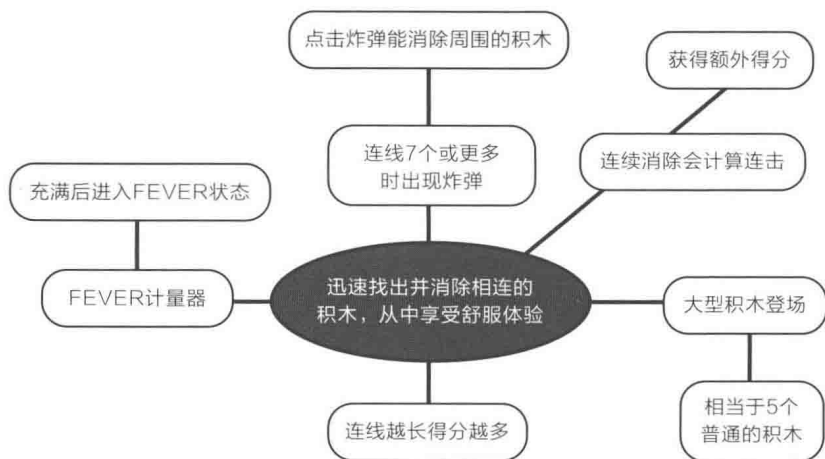 点击炸弹能消除周围的积木
获得额外得分
连线7个或更多
时出现炸弹
连续消除会计算连击
充满后进入FEVER状态
FEVER计量器
迅速找出并消除相连的
积木，从中享受舒服体验
大型积木登场
连线越长得分越多
相当于5个
普通的积木